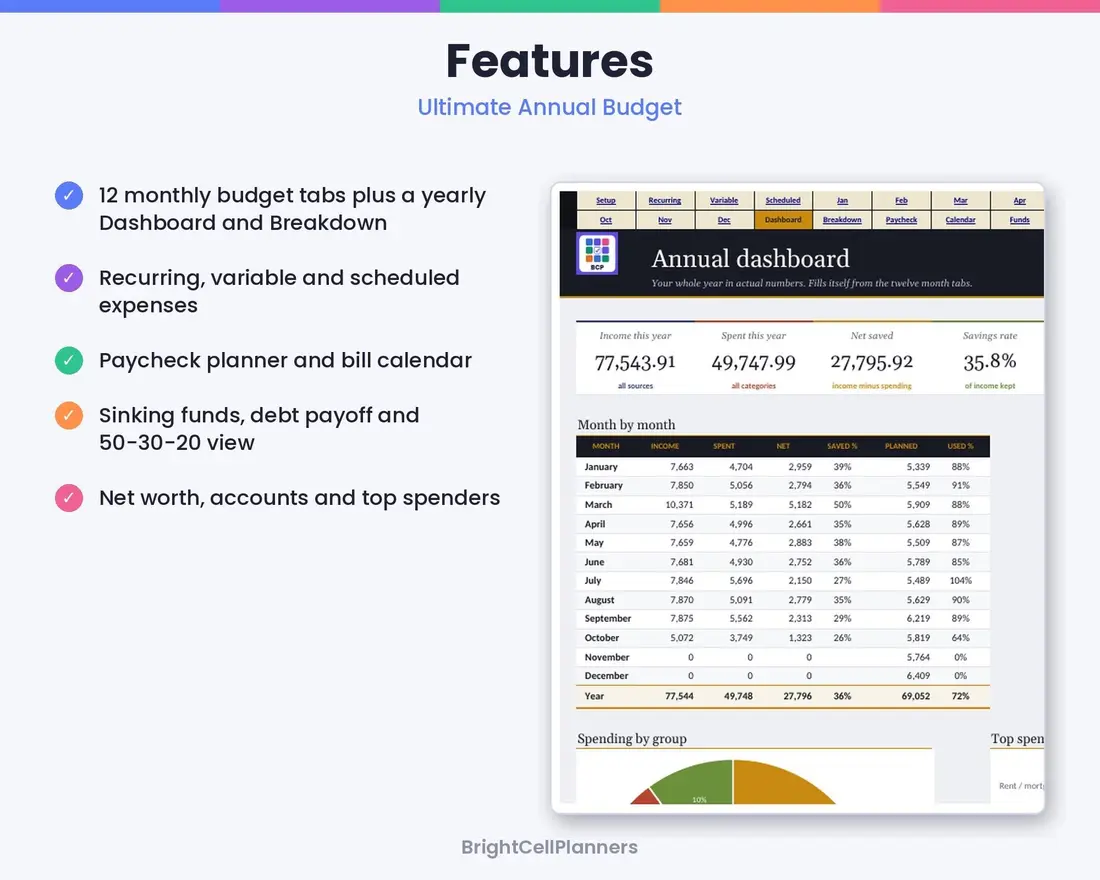 Features
Ultimate Annual Budget
✓ 12 monthly budget tabs plus a yearly
Dashboard and Breakdown
✓ Recurring, variable and scheduled
expenses
✓ Paycheck planner and bill calendar
✓ Sinking funds, debt payoff and
50-30-20 view
✓ Net worth, accounts and top spenders
Setup Recurring Variable Scheduled Jan Feb Mar Apr
Oct Nov Dec Dashboard Breakdown Paycheck Calendar Funds
BCP
Annual dashboard
Your whole year in actual numbers. Fills itself from the twelve month tabs.
Income this year Spent this year Net saved Savings rate
77,543.91 49,747.99 27,795.92 35.8%
all sources all categories income minus spending of income kept
Month by month
MONTH INCOME SPENT NET SAVED % PLANNED USED %
January 7,663 4,704 2,959 39% 5,339 88%
February 7,850 5,056 2,794 36% 5,549 91%
March 10,371 5,189 5,182 50% 5,909 88%
April 7,656 4,996 2,661 35% 5,628 89%
May 7,659 4,776 2,883 38% 5,509 87%
June 7,681 4,930 2,752 36% 5,789 85%
July 7,846 5,696 2,150 27% 5,489 104%
August 7,870 5,091 2,779 35% 5,629 90%
September 7,875 5,562 2,313 29% 6,219 89%
October 5,072 3,749 1,323 26% 5,819 64%
November 0 0 0 5,764 0%
December 0 0 0 6,409 0%
Year 77,544 49,748 27,796 36% 69,052 72%
Spending by group Top spen
10%
Rent / mort
BrightCellPlanners